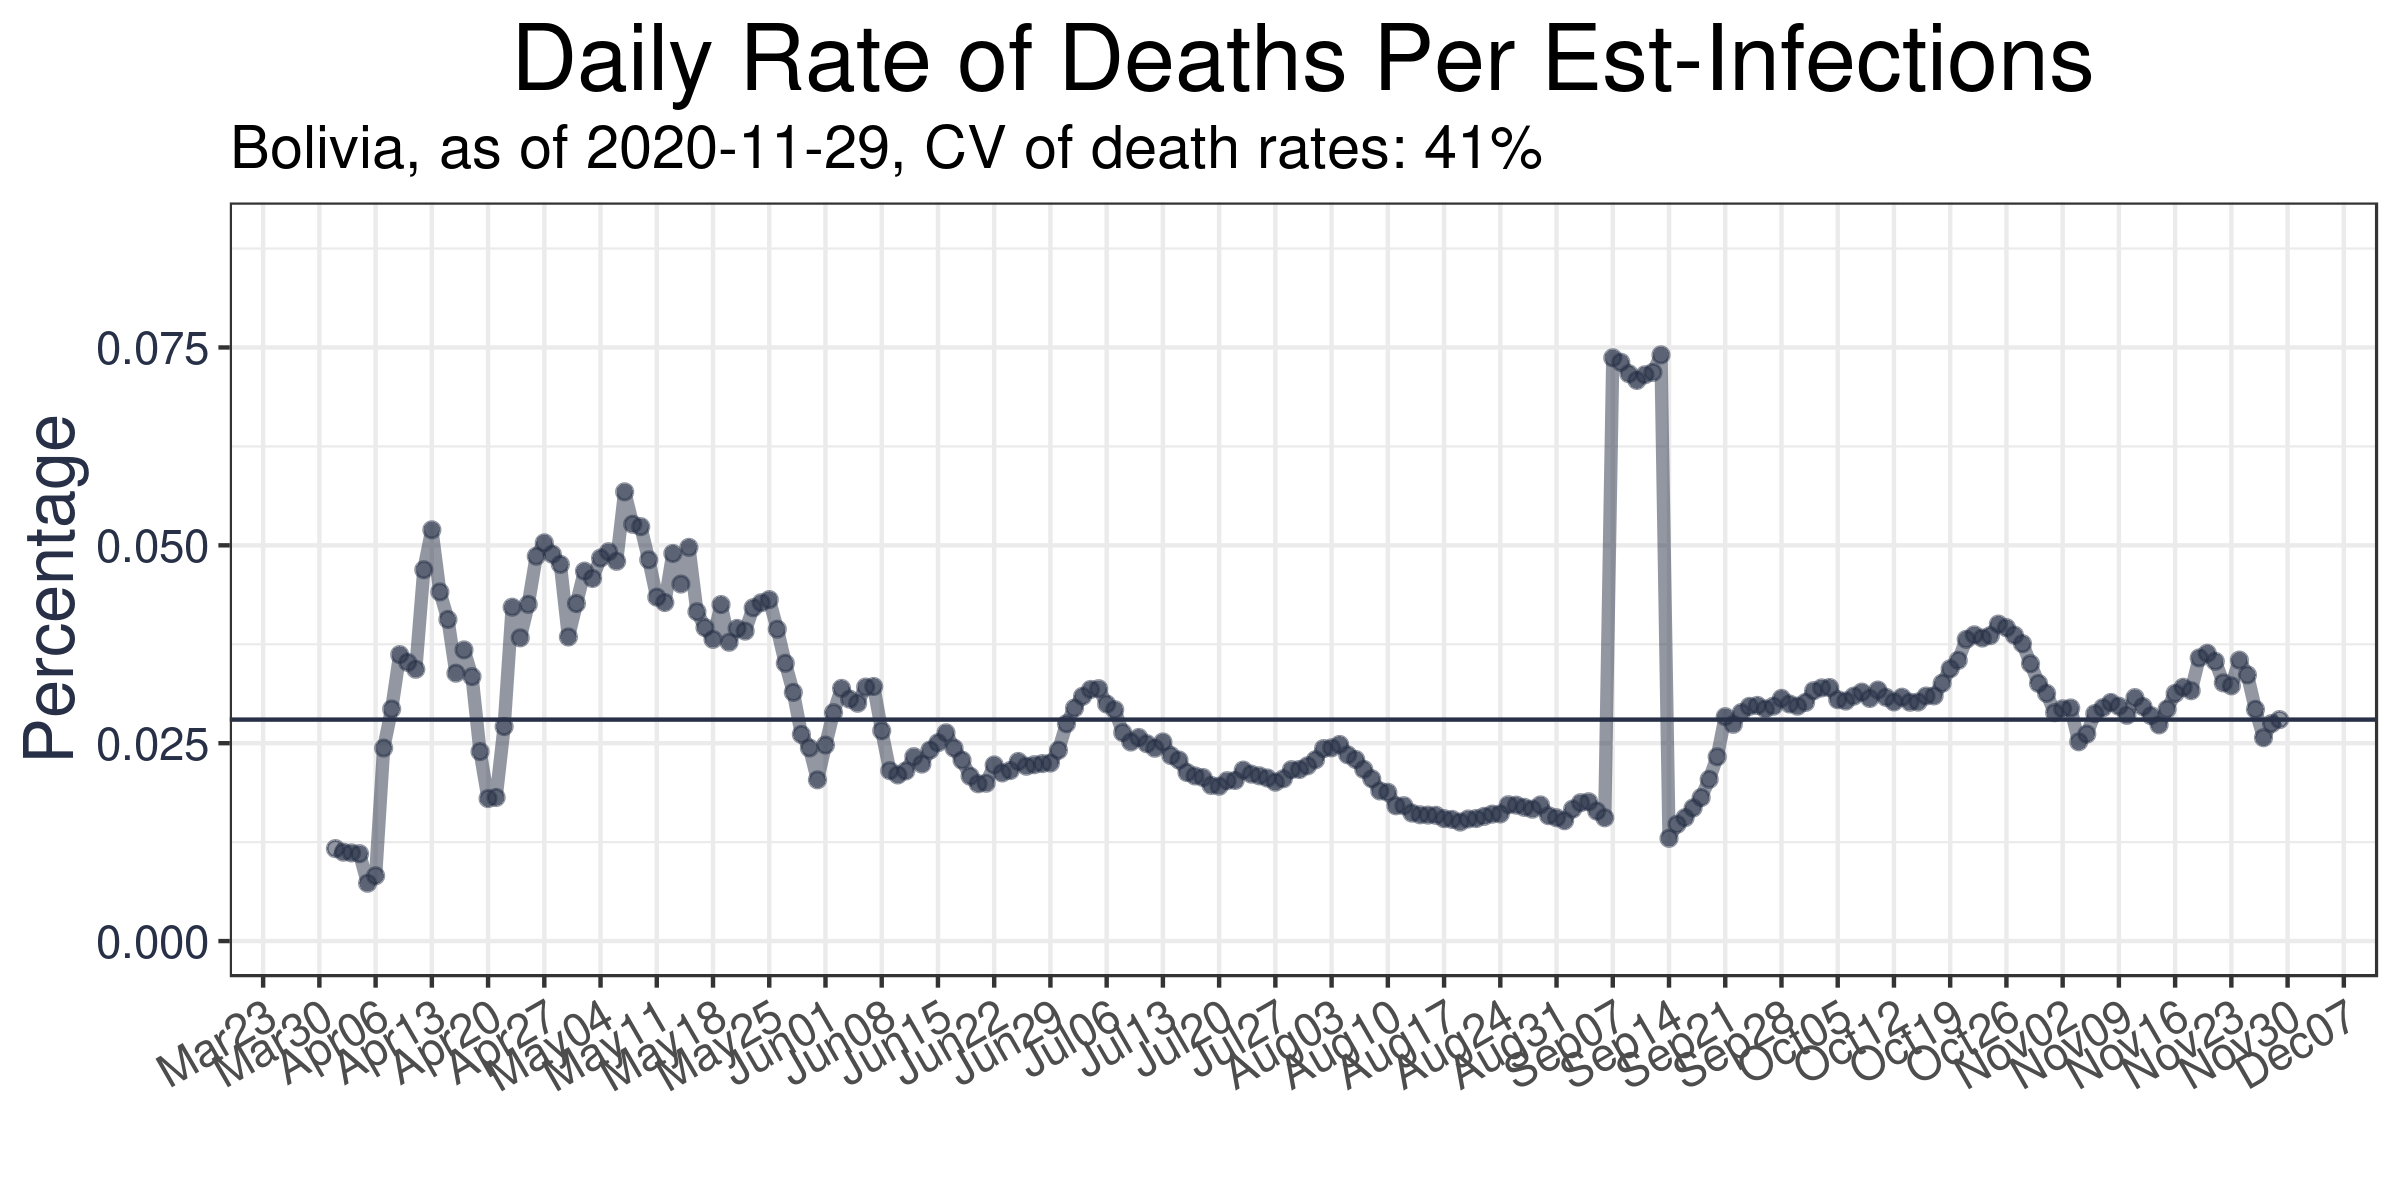 Daily Rate of Deaths Per Est-Infections
Bolivia, as of 2020-11-29, CV of death rates: 41%
Percentage
0.075
0.050
0.025
0.000
Mar23
Mar30
Apr06
Apr13
Apr20
Apr27
May04
May11
May18
May25
Jun01
Jun08
Jun15
Jun22
Jun29
Jul06
Jul13
Jul20
Jul27
Aug03
Aug10
Aug17
Aug24
Aug31
Sep07
Sep14
Sep21
Sep28
Oct05
Oct12
Oct19
Oct26
Nov02
Nov09
Nov16
Nov23
Nov30
Dec07